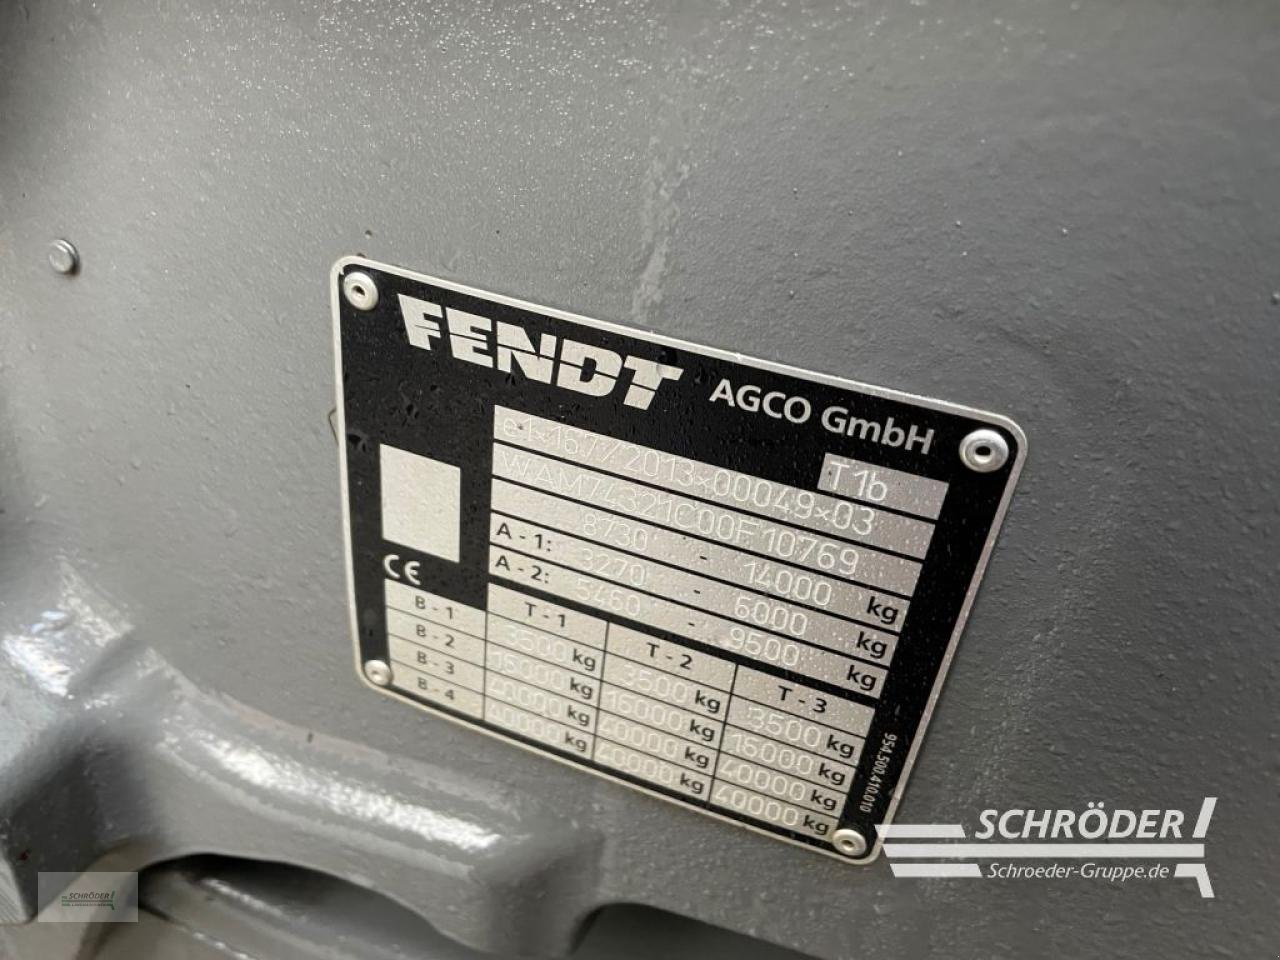 FENDT AGCO GmbH
T1b
e1*167/2013*00049*03
WAM74321C00F10769
8730 - 14000 kg
A - 1: 3270 - 6000 kg
A - 2: 5460 - 9500 kg
CE
T - 1 T - 2 T - 3
B - 1 3500 kg 3500 kg 3500 kg
B - 2 16000 kg 16000 kg 16000 kg
B - 3 40000 kg 40000 kg 40000 kg
B - 4 40000 kg 40000 kg 40000 kg
954.500.410.010
SCHRÖDER
Schroeder-Gruppe.de
SCHRÖDER